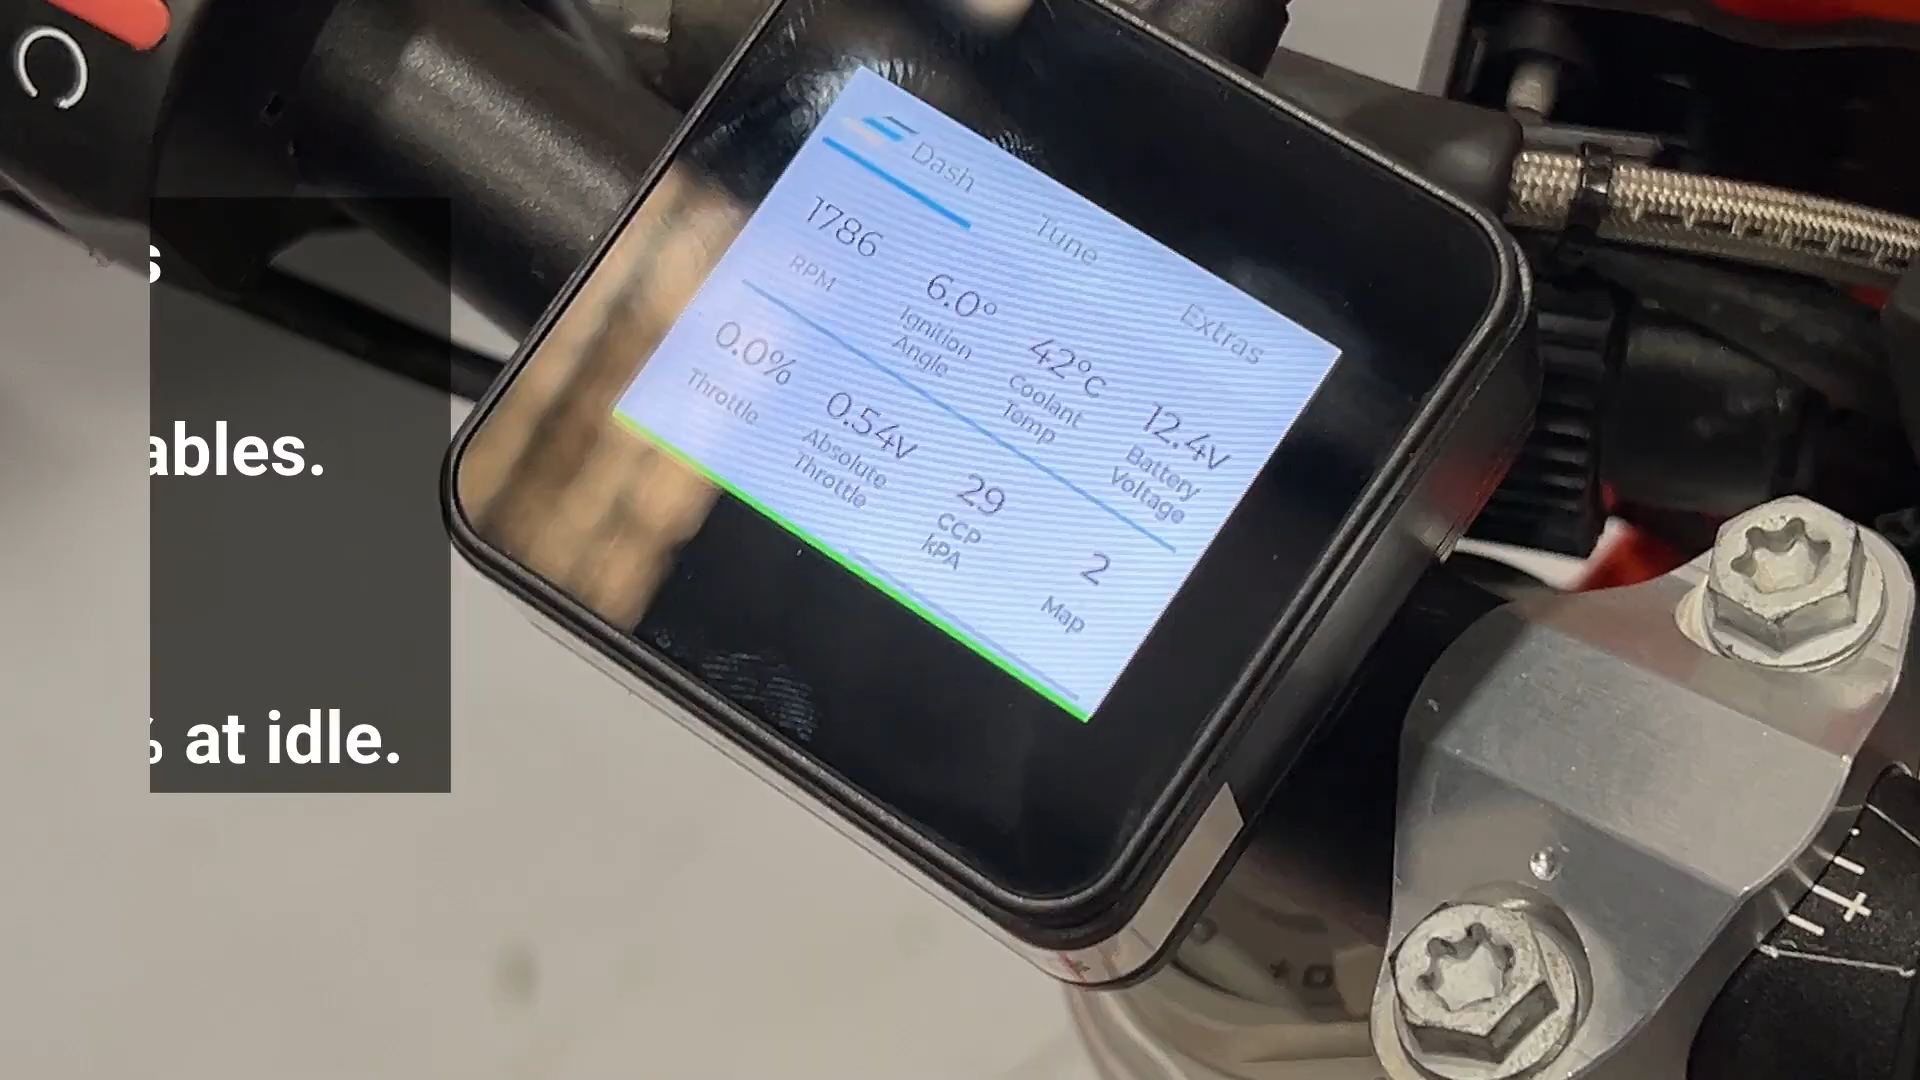 Dash Tune Extras
1786
RPM
6.0°
Ignition
Angle
42°C
Coolant
Temp
12.4V
Battery
Voltage
0.0%
Throttle
0.54V
Absolute
Throttle
29
CCP
kPA
2
Map
s
ables.
% at idle.